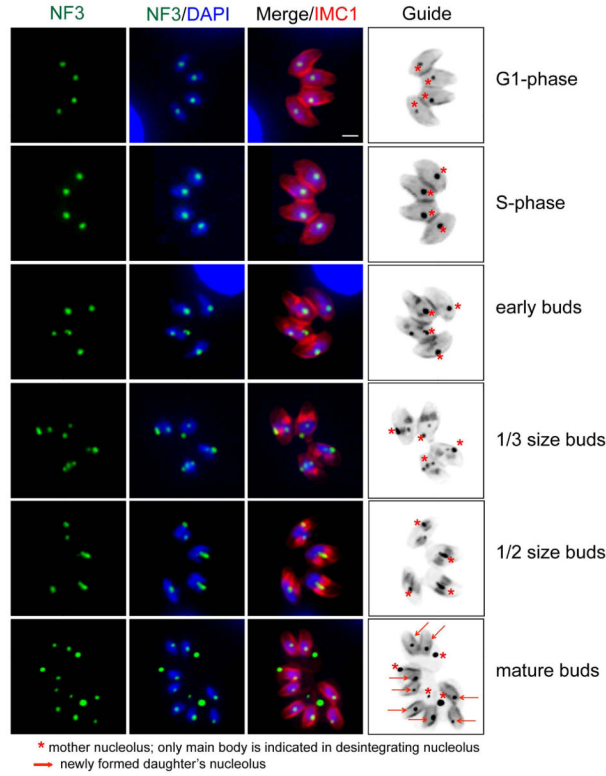 NF3 NF3/DAPI Merge/IMC1 Guide
G1-phase
S-phase
early buds
1/3 size buds
1/2 size buds
mature buds
* mother nucleolus; only main body is indicated in desintegrating nucleolus
→ newly formed daughter's nucleolus